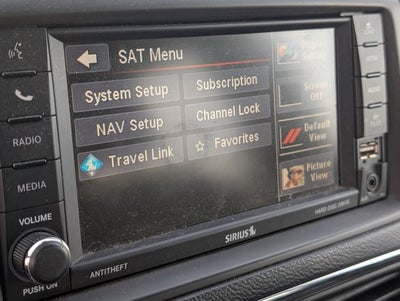 SAT Menu
System Setup
Subscription
NAV Setup
Channel Lock
Travel Link
Favorites
Screen
Off
Default
View
Picture
View
RADIO
MEDIA
VOLUME
PUSH ON
ANTITHEFT
SIRIUS
HARD DISC DRIVE